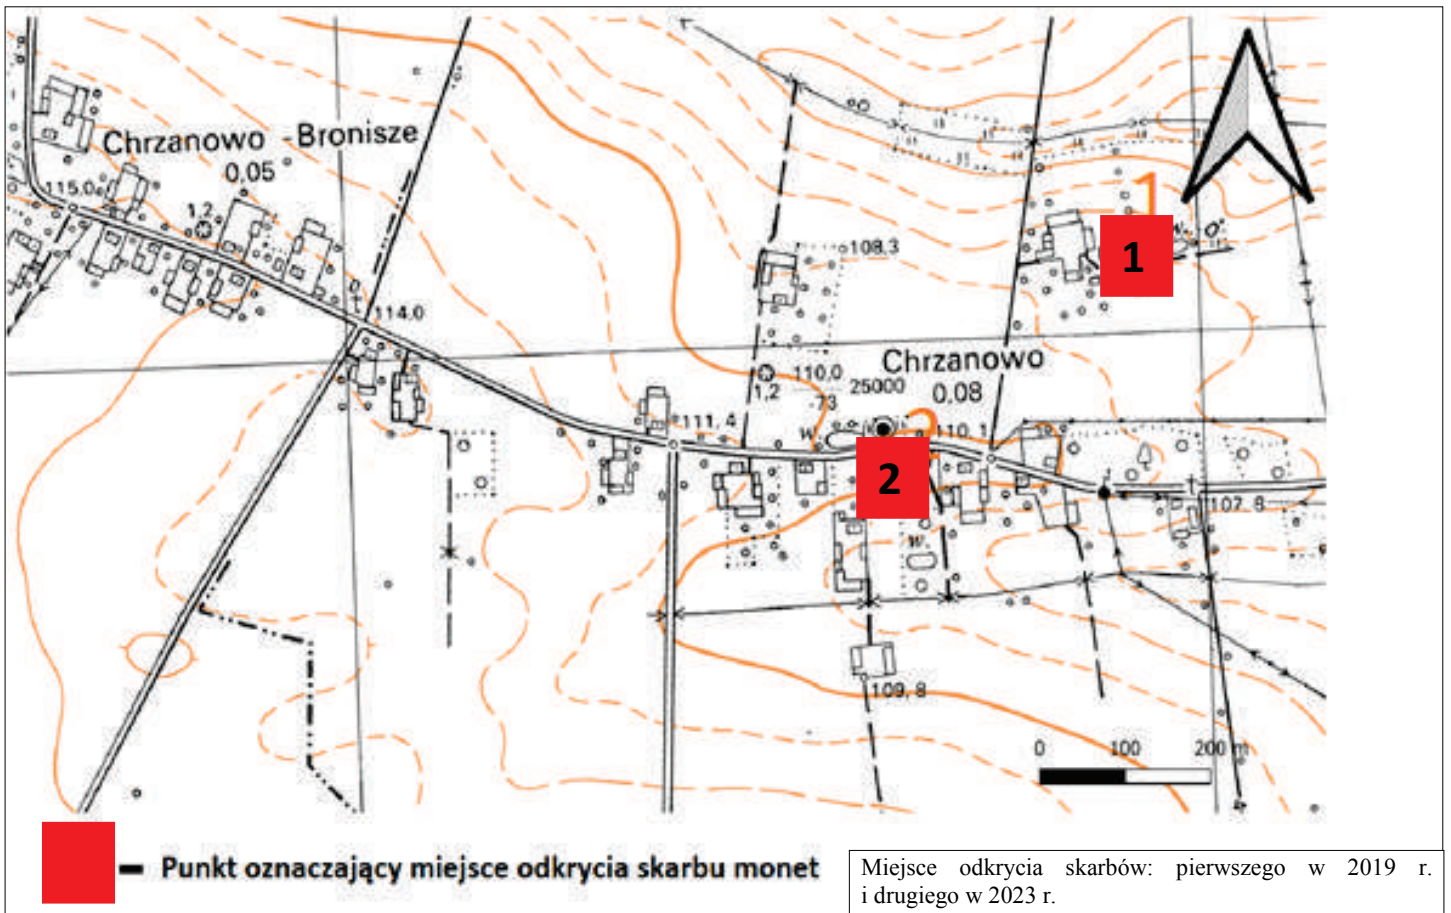 Chrzanowo - Bronisze
0,05
115.0
1,2
114.0
108,3
1
1
Chrzanowo
0,08
110,0
25000
1,2
.73
111, 4
W
110, 1
2
W
107, 8
109, 8
0 100 200 m
Punkt oznaczający miejsce odkrycia skarbu monet
Miejsce odkrycia skarbów: pierwszego w 2019 r.
i drugiego w 2023 r.